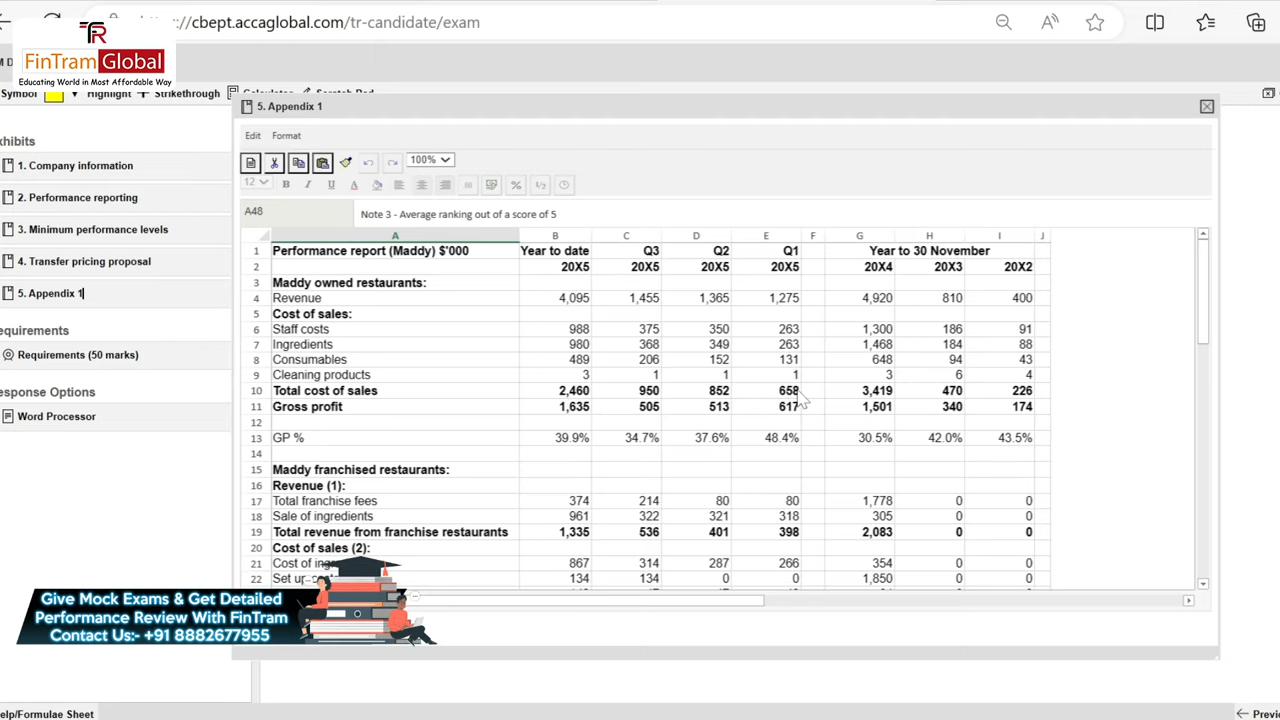 ://cbept.accaglobal.com/tr-candidate/exam
FR
FinTram Global
Educating World in Most Affordable Way
Symbol Highlight Strikethrough Calculator Scratch Pad
5. Appendix 1
Edit Format
100%
12 B I U A %
A48 Note 3 - Average ranking out of a score of 5
xhibits
1. Company information
2. Performance reporting
3. Minimum performance levels
4. Transfer pricing proposal
5. Appendix 1
equirements
Requirements (50 marks)
Response Options
Word Processor
A B C D E F G H I J
1 Performance report (Maddy) $'000 Year to date Q3 Q2 Q1 Year to 30 November
2 20X5 20X5 20X5 20X5 20X4 20X3 20X2
3 Maddy owned restaurants:
4 Revenue 4,095 1,455 1,365 1,275 4,920 810 400
5 Cost of sales:
6 Staff costs 988 375 350 263 1,300 186 91
7 Ingredients 980 368 349 263 1,468 184 88
8 Consumables 489 206 152 131 648 94 43
9 Cleaning products 3 1 1 1 3 6 4
10 Total cost of sales 2,460 950 852 658 3,419 470 226
11 Gross profit 1,635 505 513 617 1,501 340 174
12
13 GP % 39.9% 34.7% 37.6% 48.4% 30.5% 42.0% 43.5%
14
15 Maddy franchised restaurants:
16 Revenue (1):
17 Total franchise fees 374 214 80 80 1,778 0 0
18 Sale of ingredients 961 322 321 318 305 0 0
19 Total revenue from franchise restaurants 1,335 536 401 398 2,083 0 0
20 Cost of sales (2):
21 Cost of ing 867 314 287 266 354 0 0
22 Set up 134 134 0 0 1,850 0 0
Give Mock Exams & Get Detailed
Performance Review With FinTram
Contact Us:- +91 8882677955
elp/Formulae Sheet
Previo